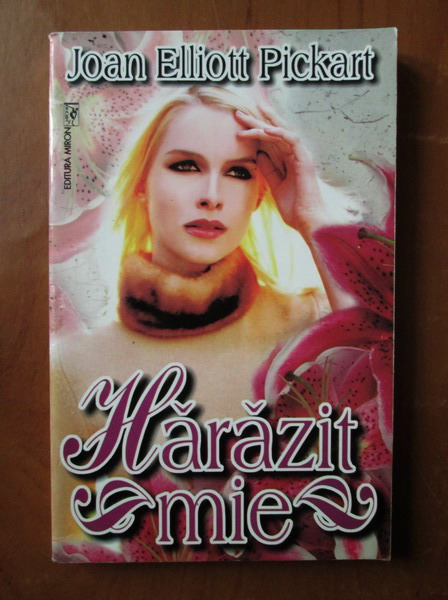 Joan Elliott Pickart
EDITURA MIRON
Hărăzit
mie